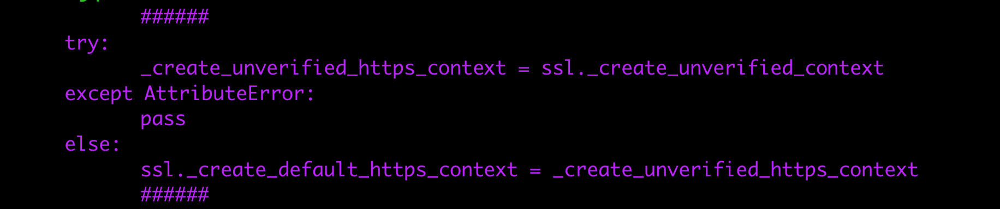 ######
try:
_create_unverified_https_context = ssl._create_unverified_context
except AttributeError:
pass
else:
ssl._create_default_https_context = _create_unverified_https_context
######